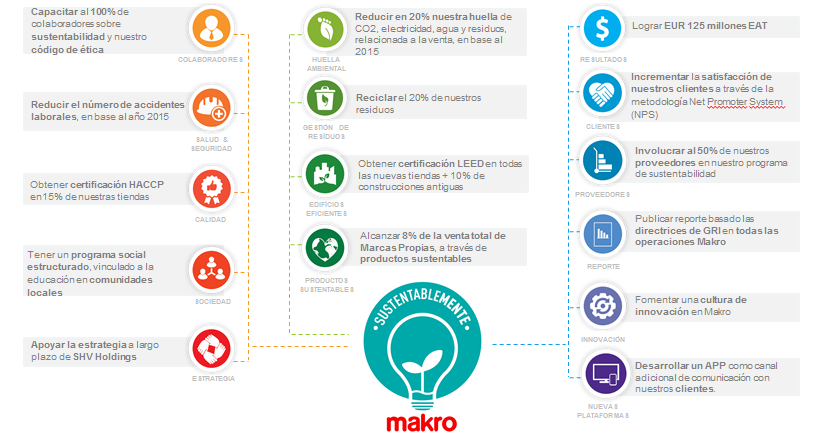 Capacitar al 100% de
colaboradores sobre
sustentabilidad y nuestro
código de ética
COLABORADORES
Reducir el número de accidentes
laborales, en base al año 2015
SALUD &
SEGURIDAD
Obtener certificación HACCP
en 15% de nuestras tiendas
CALIDAD
Tener un programa social
estructurado, vinculado a la
educación en comunidades
locales
SOCIEDAD
Apoyar la estrategia a largo
plazo de SHV Holdings
ESTRATEGIA
Reducir en 20% nuestra huella de
CO2, electricidad, agua y residuos,
relacionada a la venta, en base al
2015
HUELLA
AMBIENTAL
Reciclar el 20% de nuestros
residuos
GESTIÓN DE
RESÍDUOS
Obtener certificación LEED en todas
las nuevas tiendas + 10% de
construcciones antiguas
EDIFICIOS
EFICIENTES
Alcanzar 8% de la venta total de
Marcas Propias, a través de
productos sustentables
PRODUCTOS
SUSTENTABLES
SUSTENTABLEMENTE
makro
Lograr EUR 125 millones EAT
RESULTADOS
Incrementar la satisfacción de
nuestros clientes a través de la
metodología Net Promoter System
(NPS)
CLIENTES
Involucrar al 50% de nuestros
proveedores en nuestro programa
de sustentabilidad
PROVEEDORES
Publicar reporte basado las
directrices de GRI en todas las
operaciones Makro
REPORTE
Fomentar una cultura de
innovación en Makro
INNOVACIÓN
Desarrollar un APP como canal
adicional de comunicación con
nuestros clientes.
NUEVAS
PLATAFORMAS